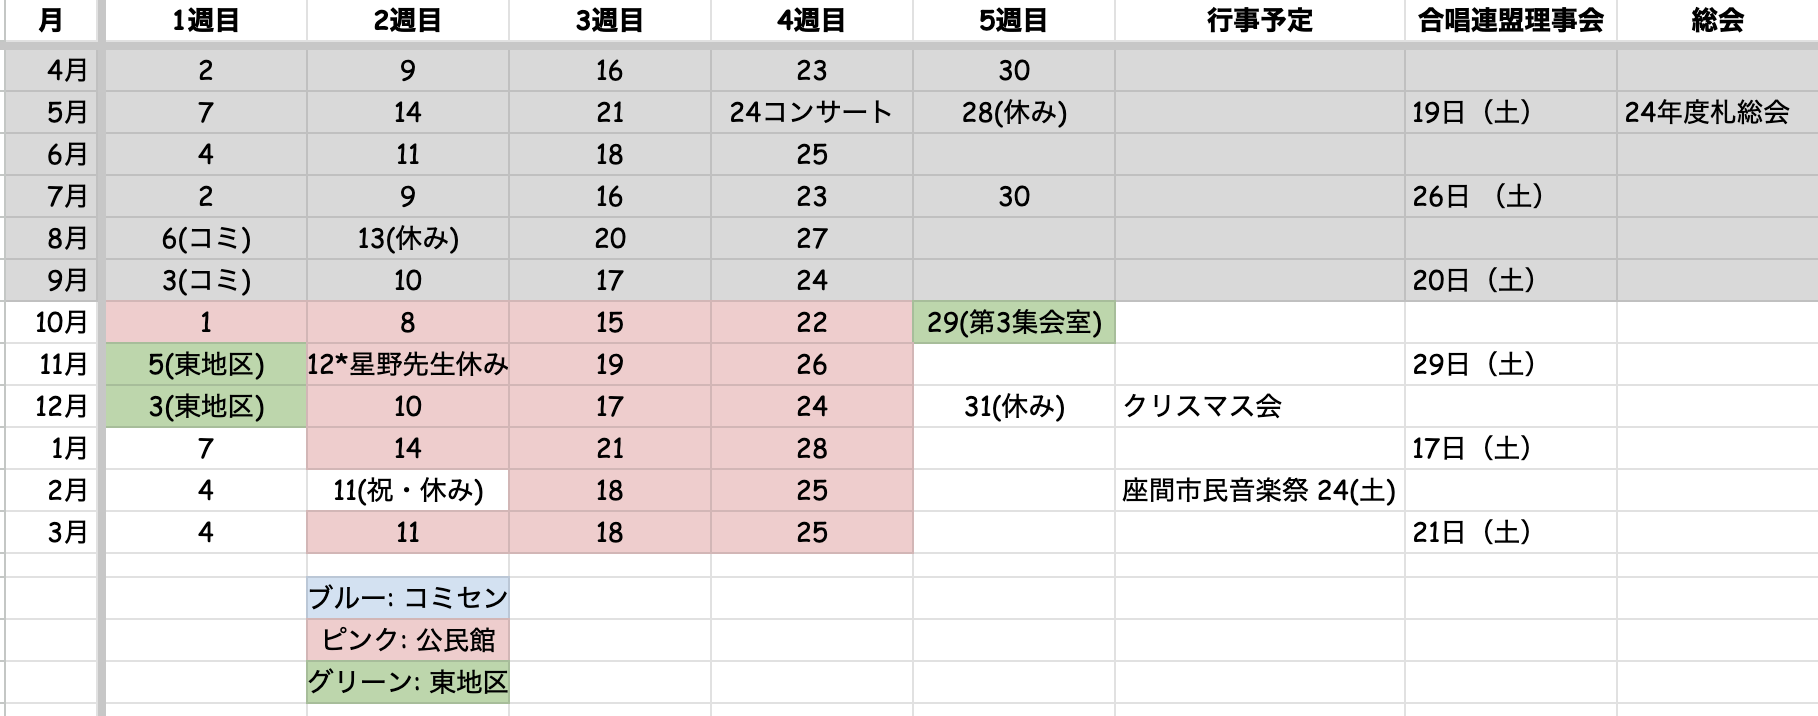 月 1週目 2週目 3週目 4週目 5週目 行事予定 合唱連盟理事会 総会
4月 2 9 16 23 30
5月 7 14 21 24コンサート 28(休み) 19日（土） 24年度札総会
6月 4 11 18 25
7月 2 9 16 23 30 26日 （土）
8月 6(コミ) 13(休み) 20 27
9月 3(コミ) 10 17 24 20日（土）
10月 1 8 15 22 29(第3集会室)
11月 5(東地区) 12*星野先生休み 19 26 29日（土）
12月 3(東地区) 10 17 24 31(休み) クリスマス会
1月 7 14 21 28 17日（土）
2月 4 11(祝・休み) 18 25 座間市民音楽祭 24(土)
3月 4 11 18 25 21日（土）
ブルー: コミセン
ピンク: 公民館
グリーン: 東地区